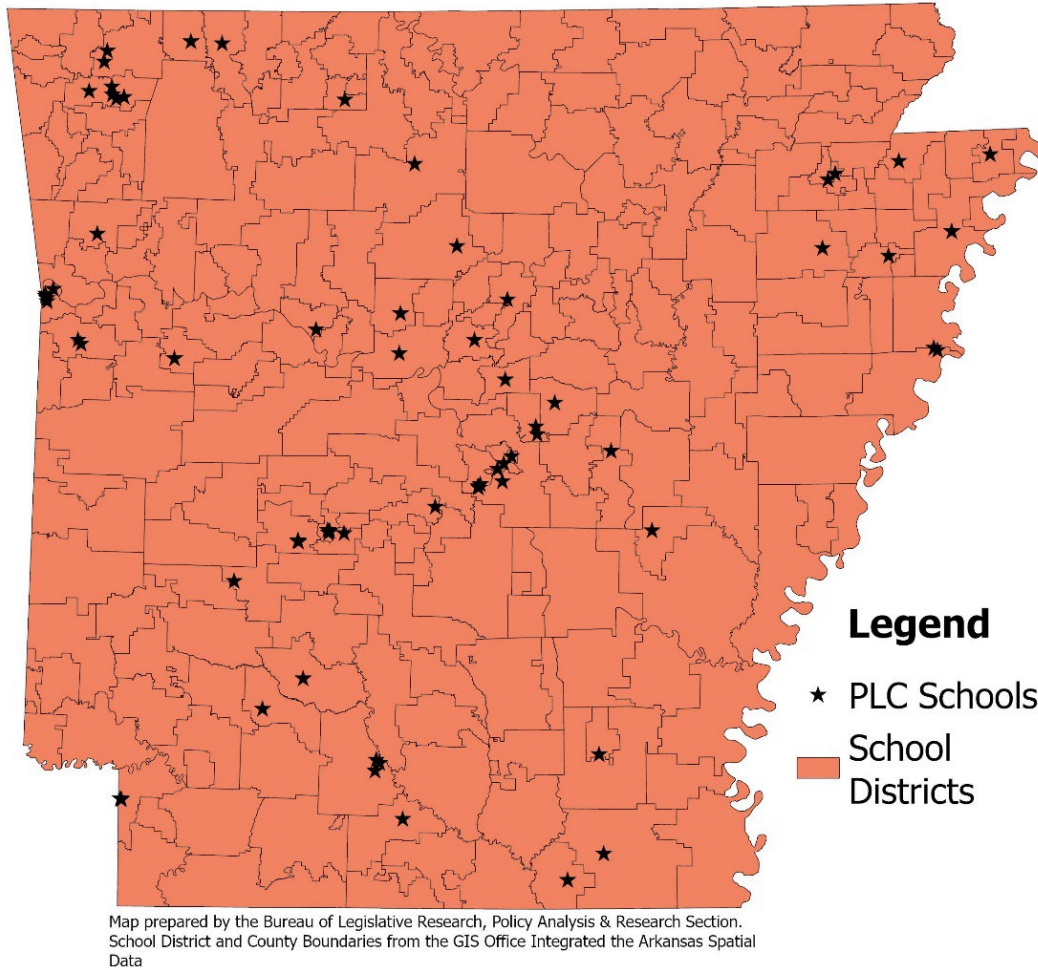 Legend
PLC Schools
School
Districts
Map prepared by the Bureau of Legislative Research, Policy Analysis & Research Section.
School District and County Boundaries from the GIS Office Integrated the Arkansas Spatial
Data